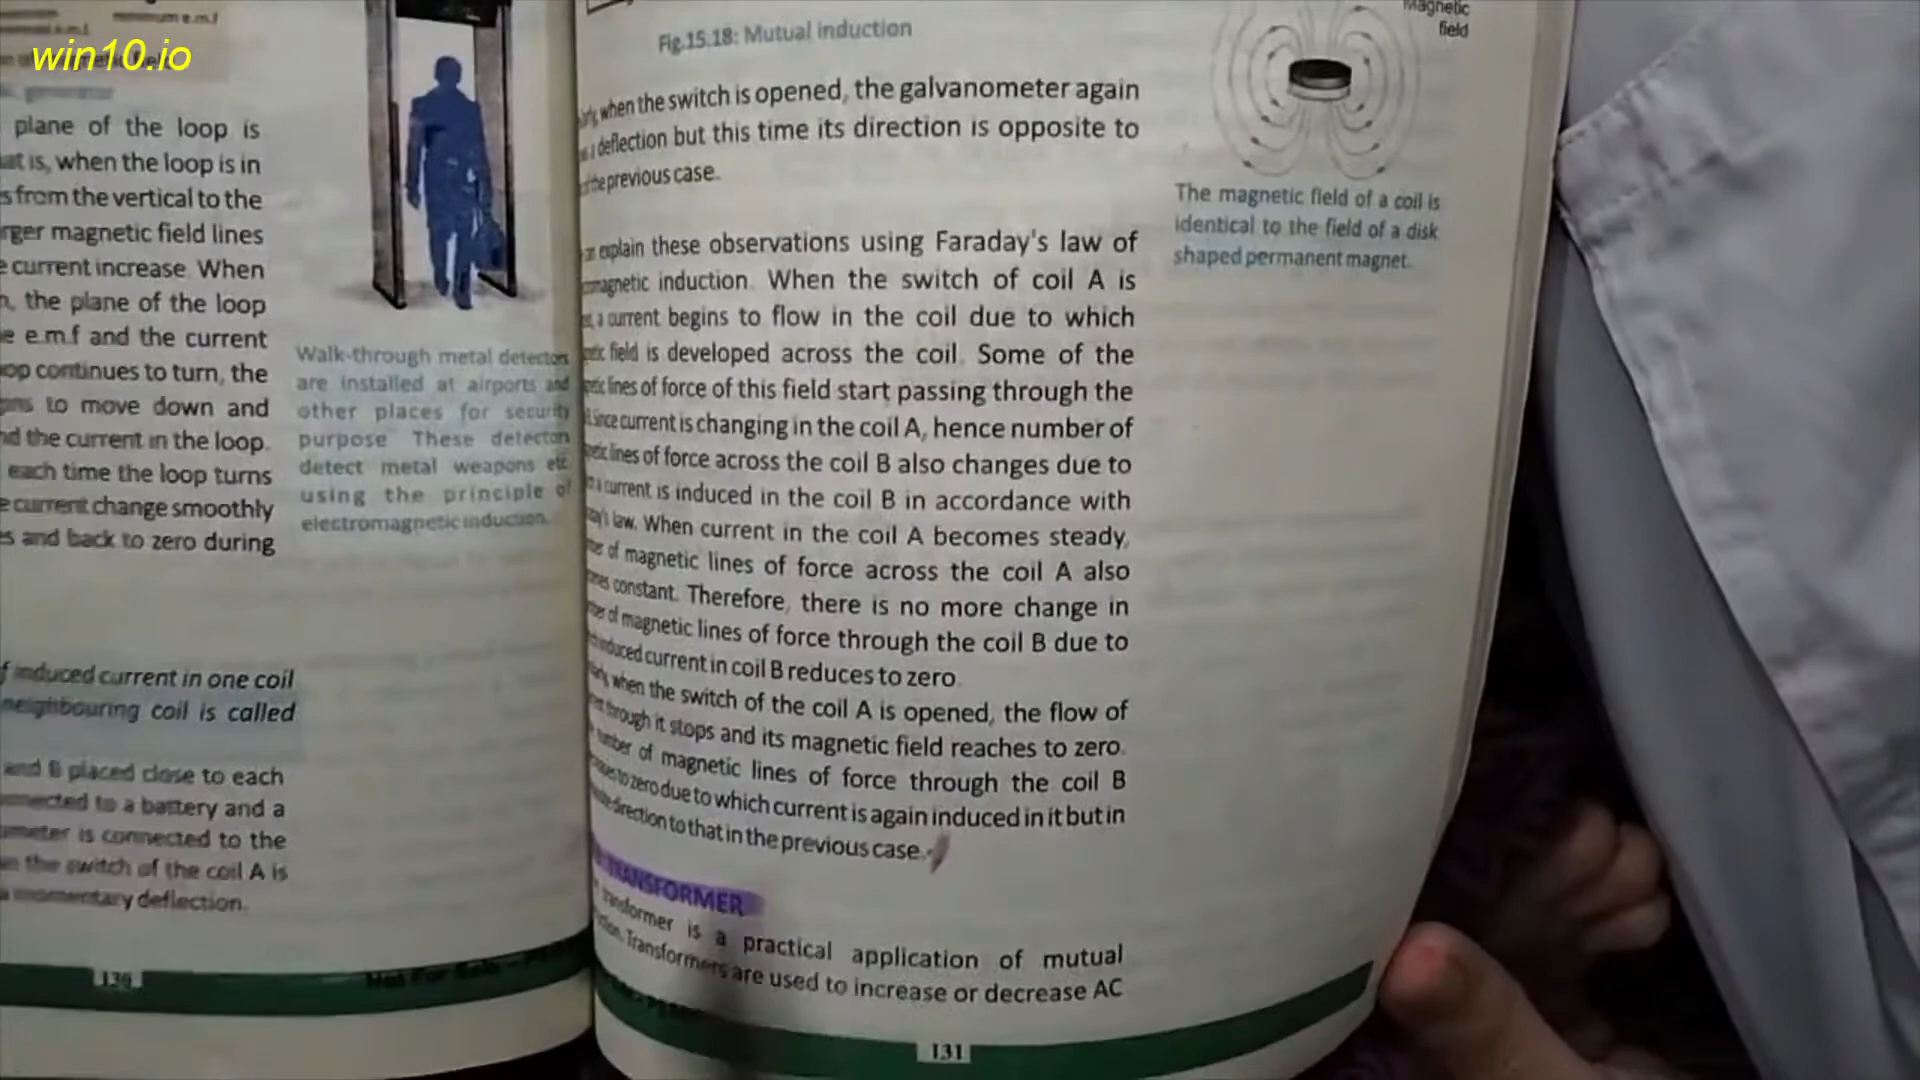 win10.io
minimum e.m.f
generator
plane of the loop is
at is, when the loop is in
s from the vertical to the
rger magnetic field lines
e current increase. When
n, the plane of the loop
e e.m.f and the current
op continues to turn, the
ns to move down and
nd the current in the loop.
each time the loop turns
e current change smoothly
s and back to zero during
Walk-through metal detectors
are installed at airports and
other places for security
purpose. These detectors
detect metal weapons etc.
using the principle of
electromagnetic induction.
f induced current in one coil
neighbouring coil is called
and B placed close to each
nnected to a battery and a
ometer is connected to the
n the switch of the coil A is
a momentary deflection.
130
Fig.15.18: Mutual induction
when the switch is opened, the galvanometer again
a deflection but this time its direction is opposite to
of the previous case.
an explain these observations using Faraday's law of
omagnetic induction. When the switch of coil A is
a current begins to flow in the coil due to which
field is developed across the coil. Some of the
lines of force of this field start passing through the
Since current is changing in the coil A, hence number of
lines of force across the coil B also changes due to
a current is induced in the coil B in accordance with
law. When current in the coil A becomes steady,
of magnetic lines of force across the coil A also
constant. Therefore, there is no more change in
of magnetic lines of force through the coil B due to
induced current in coil B reduces to zero.
when the switch of the coil A is opened, the flow of
through it stops and its magnetic field reaches to zero.
number of magnetic lines of force through the coil B
to zero due to which current is again induced in it but in
direction to that in the previous case.
TRANSFORMER
transformer is a practical application of mutual
Transformers are used to increase or decrease AC
131
Magnetic
field
The magnetic field of a coil is
identical to the field of a disk
shaped permanent magnet.